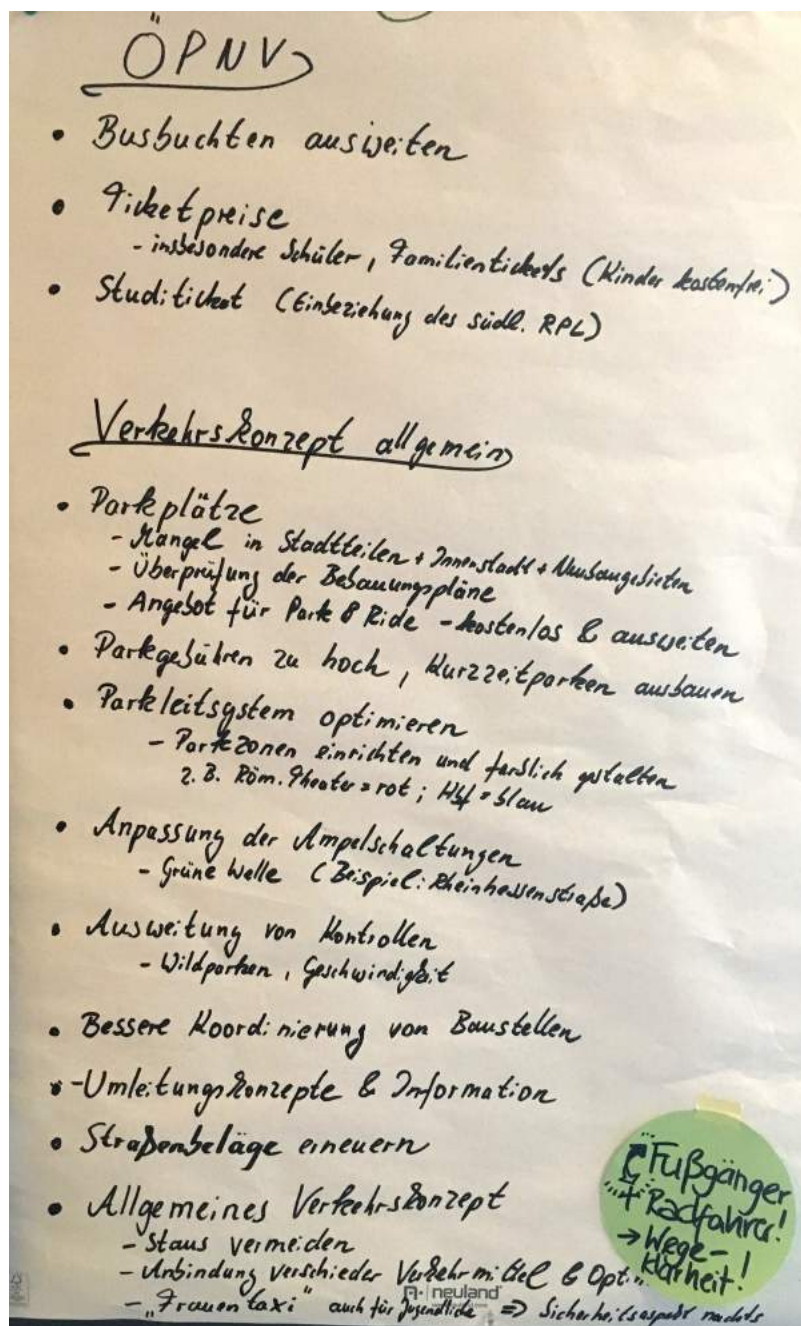 ÖPNV
• Busbuchten ausweiten
• Ticketpreise
- insbesondere Schüler, Familientickets (Kinder kostenfrei)
• Studiticket (Einbeziehung des südl. RPL)
Verkehrskonzept allgemein
• Parkplätze
- Mangel in Stadtteilen + Innenstadt + Neubaugebieten
- Überprüfung der Bebauungspläne
- Angebot für Park & Ride - kostenlos & ausweiten
• Parkgebühren zu hoch, Kurzzeitparken ausbauen
• Parkleitsystem optimieren
- Parkzonen einrichten und farblich gestalten
z. B. Röm. Theater = rot ; Hbf = blau
• Anpassung der Ampelschaltungen
- Grüne Welle (Beispiel: Rheinhessenstraße)
• Ausweitung von Kontrollen
- Wildparken, Geschwindigkeit
• Bessere Koordinierung von Baustellen
• - Umleitungskonzepte & Information
• Straßenbeläge erneuern
• Allgemeines Verkehrskonzept
- Staus vermeiden
- Anbindung verschieder Verkehrmittel & Opti.
- „Frauentaxi" auch für Jugendliche => Sicherheitsaspekt nachts
Fußgänger
+ Radfahrer!
→ Wege-
klarheit!
neuland